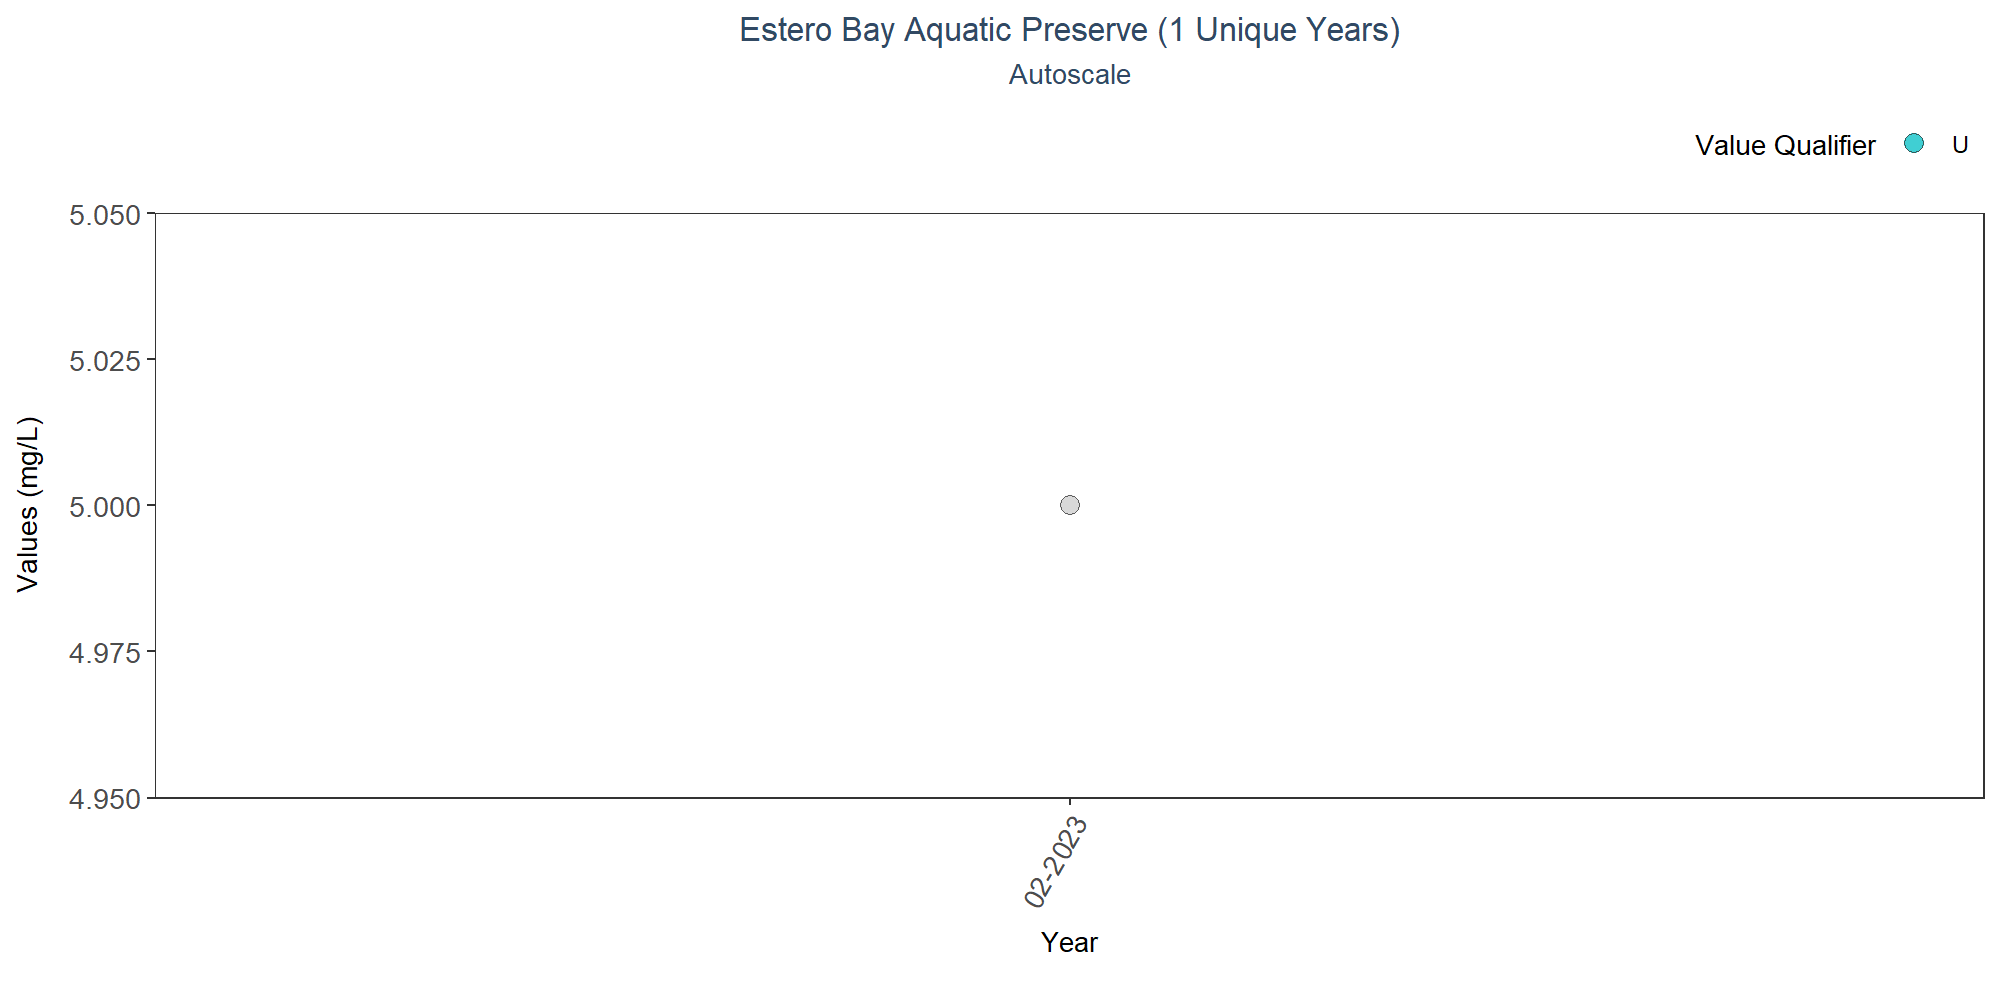 Estero Bay Aquatic Preserve (1 Unique Years)
Autoscale
Value Qualifier U
5.050
5.025
5.000
4.975
4.950
Values (mg/L)
02-2023
Year